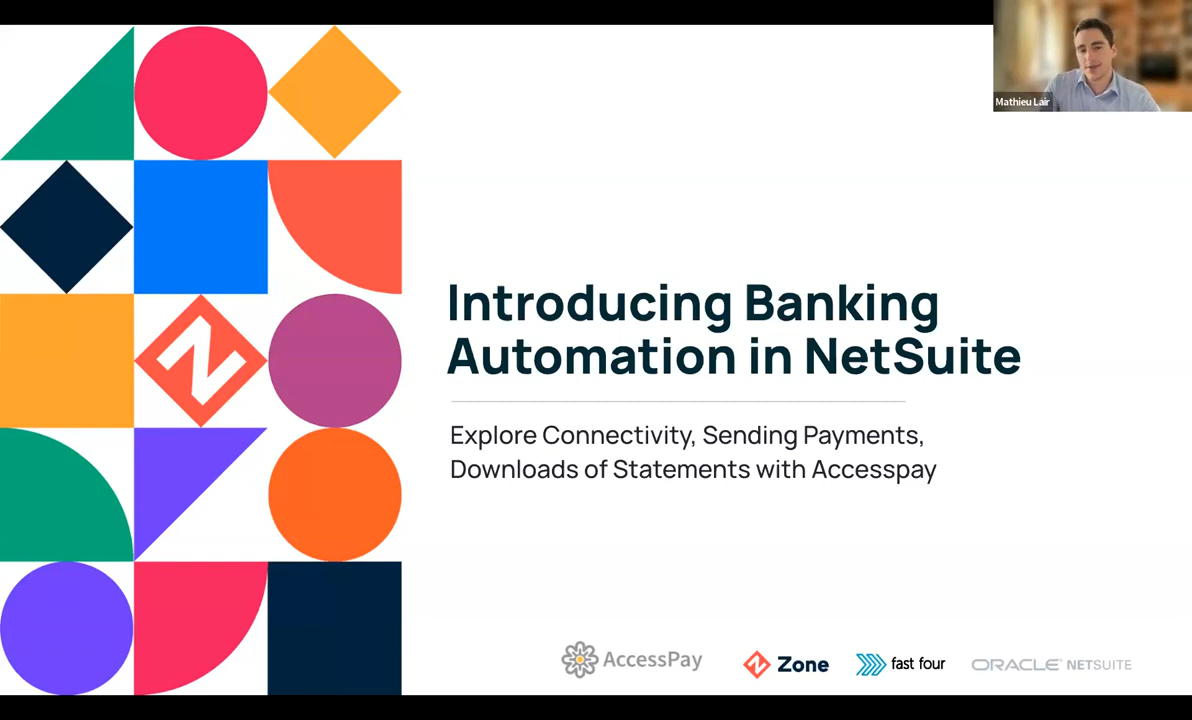 Mathieu Lair
Introducing Banking
Automation in NetSuite
Explore Connectivity, Sending Payments,
Downloads of Statements with Accesspay
AccessPay
Zone
fast four
ORACLE NETSUITE